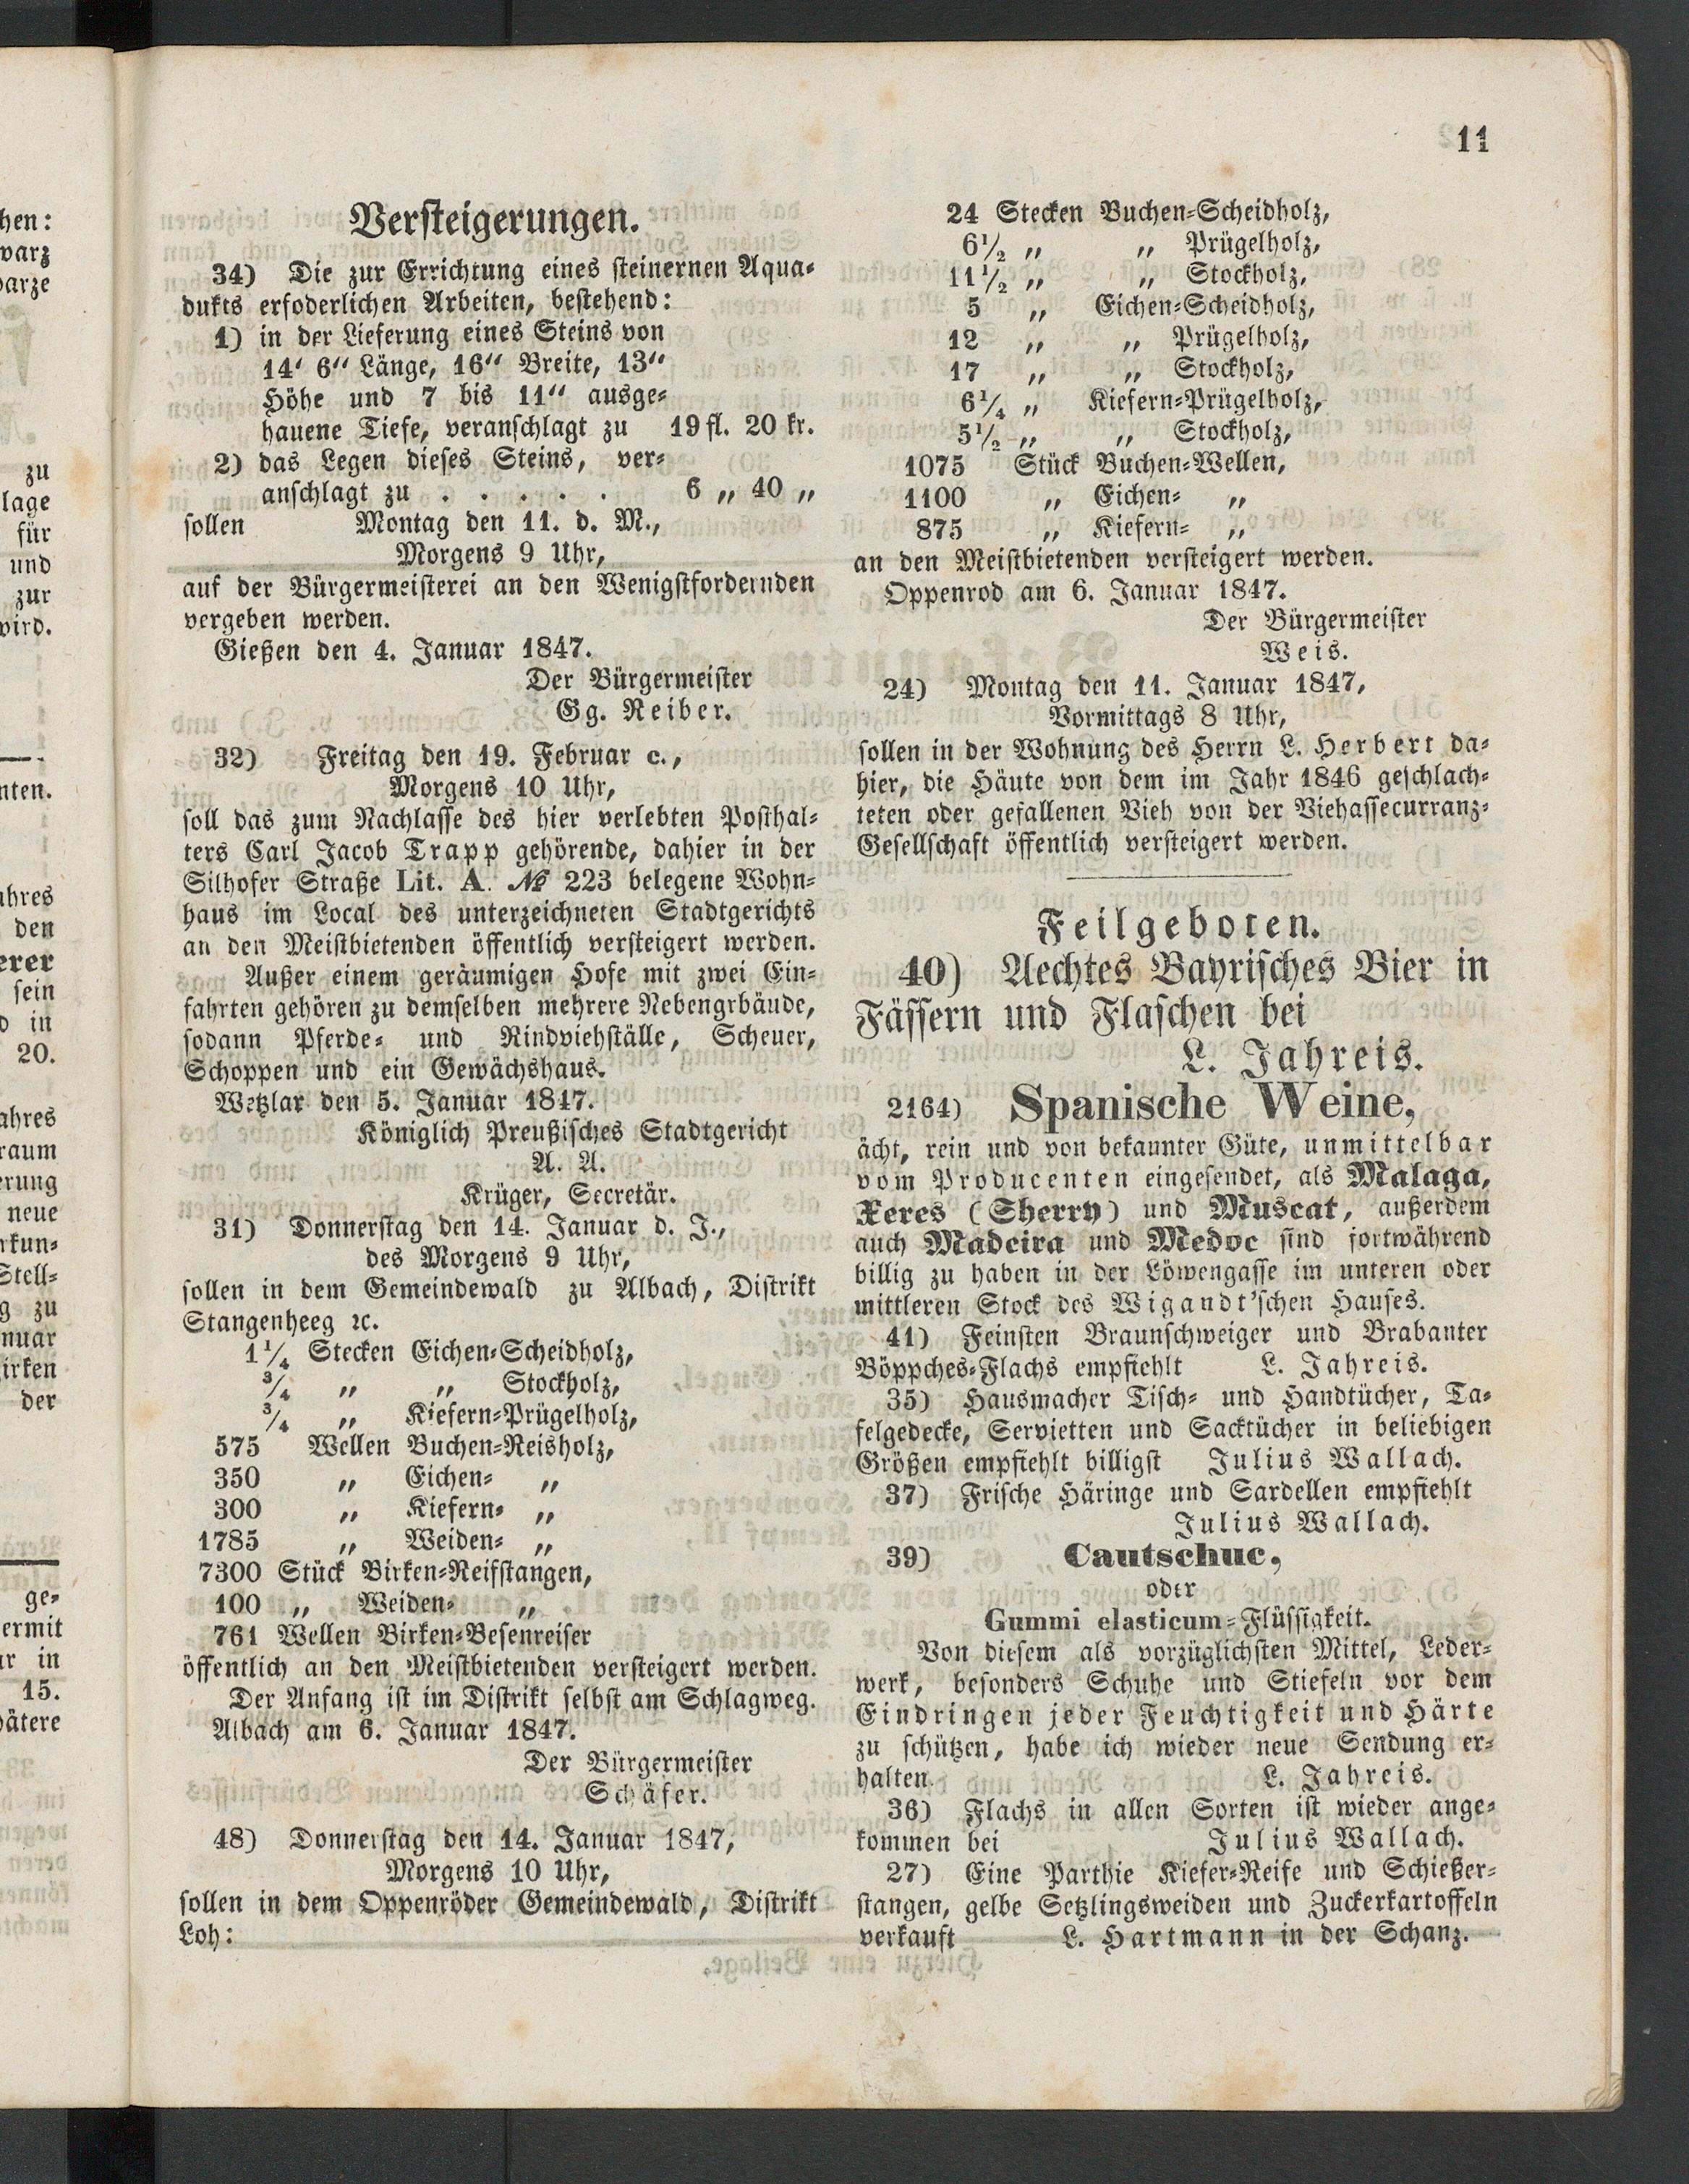 11
Versteigerungen.
34) Die zur Errichtung eines steinernen Aqua-
dukts erfoderlichen Arbeiten, bestehend:
1) in der Lieferung eines Steins von
14' 6" Länge, 16" Breite, 13"
Höhe und 7 bis 11" ausge-
hauene Tiefe, veranschlagt zu 19 fl. 20 kr.
2) das Legen dieses Steins, ver-
anschlagt zu . . . . . 6 „ 40 „
sollen Montag den 11. d. M.,
Morgens 9 Uhr,
auf der Bürgermeisterei an den Wenigstfordernden
vergeben werden.
Gießen den 4. Januar 1847.
Der Bürgermeister
Gg. Reiber.
32) Freitag den 19. Februar c.,
Morgens 10 Uhr,
soll das zum Nachlasse des hier verlebten Posthal-
ters Carl Jacob Trapp gehörende, dahier in der
Silhofer Straße Lit. A. № 223 belegene Wohn-
haus im Local des unterzeichneten Stadtgerichts
an den Meistbietenden öffentlich versteigert werden.
Außer einem geräumigen Hofe mit zwei Ein-
fahrten gehören zu demselben mehrere Nebengrbäude,
sodann Pferde- und Rindviehställe, Scheuer,
Schoppen und ein Gewächshaus.
Wetzlar den 5. Januar 1847.
Königlich Preußisches Stadtgericht
A. A.
Krüger, Secretär.
31) Donnerstag den 14. Januar d. J.,
des Morgens 9 Uhr,
sollen in dem Gemeindewald zu Albach, Distrikt
Stangenheeg ꝛc.
1¼ Stecken Eichen-Scheidholz,
¾ „ „ Stockholz,
¾ „ Kiefern-Prügelholz,
575 Wellen Buchen-Reisholz,
350 „ Eichen- „
300 „ Kiefern- „
1785 „ Weiden- „
7300 Stück Birken-Reifstangen,
100 „ Weiden- „
761 Wellen Birken-Besenreiser
öffentlich an den Meistbietenden versteigert werden.
Der Anfang ist im Distrikt selbst am Schlagweg.
Albach am 6. Januar 1847.
Der Bürgermeister
Schäfer.
48) Donnerstag den 14. Januar 1847,
Morgens 10 Uhr,
sollen in dem Oppenröder Gemeindewald, Distrikt
Loh:
24 Stecken Buchen-Scheidholz,
6½ „ „ Prügelholz,
11½ „ „ Stockholz,
5 „ Eichen-Scheidholz,
12 „ „ Prügelholz,
17 „ „ Stockholz,
6¼ „ Kiefern-Prügelholz,
5½ „ „ Stockholz,
1075 Stück Buchen-Wellen,
1100 „ Eichen- „
875 „ Kiefern- „
an den Meistbietenden versteigert werden.
Oppenrod am 6. Januar 1847.
Der Bürgermeister
Weis.
24) Montag den 11. Januar 1847,
Vormittags 8 Uhr,
sollen in der Wohnung des Herrn L. Herbert da-
hier, die Häute von dem im Jahr 1846 geschlach-
teten oder gefallenen Vieh von der Viehassecurranz-
Gesellschaft öffentlich versteigert werden.
Feilgeboten.
40) Aechtes Bayrisches Bier in
Fässern und Flaschen bei
L. Jahreis.
2164) Spanische Weine,
ächt, rein und von bekannter Güte, unmittelbar
vom Producenten eingesendet, als Malaga,
Xeres (Sherry) und Muscat, außerdem
auch Madeira und Medoc sind fortwährend
billig zu haben in der Löwengasse im unteren oder
mittleren Stock des Wigandt'schen Hauses.
41) Feinsten Braunschweiger und Brabanter
Böppches-Flachs empfiehlt L. Jahreis.
35) Hausmacher Tisch- und Handtücher, Ta-
felgedecke, Servietten und Sacktücher in beliebigen
Größen empfiehlt billigst Julius Wallach.
37) Frische Häringe und Sardellen empfiehlt
Julius Wallach.
39) Cautschuc,
oder
Gummi elasticum-Flüssigkeit.
Von diesem als vorzüglichsten Mittel, Leder-
werk, besonders Schuhe und Stiefeln vor dem
Eindringen jeder Feuchtigkeit und Härte
zu schützen, habe ich wieder neue Sendung er-
halten. L. Jahreis.
36) Flachs in allen Sorten ist wieder ange-
kommen bei Julius Wallach.
27) Eine Parthie Kiefer-Reife und Schießer-
stangen, gelbe Setzlingsweiden und Zuckerkartoffeln
verkauft L. Hartmann in der Schanz.